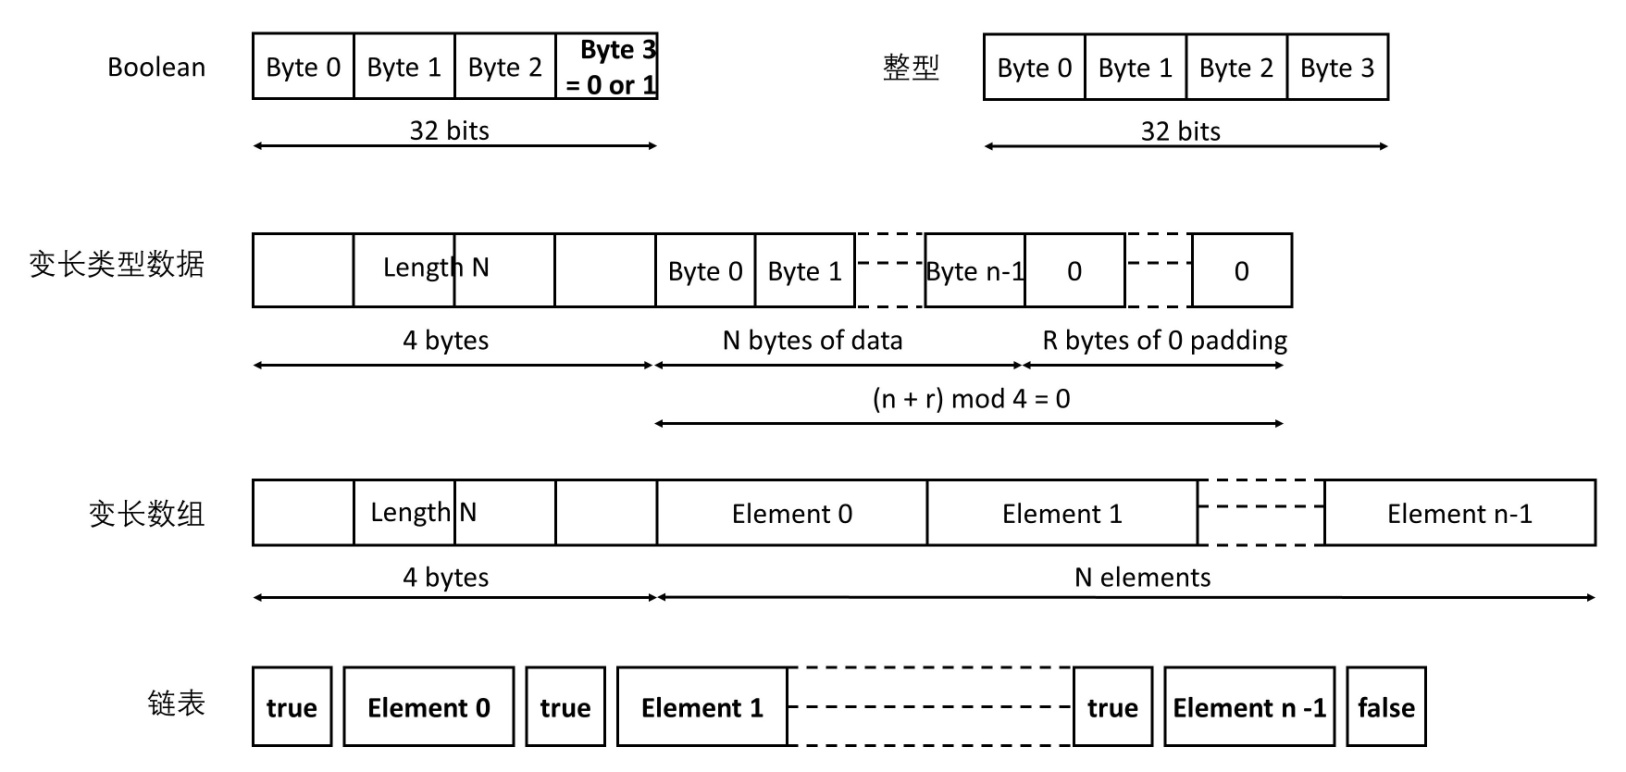 Boolean
Byte 0
Byte 1
Byte 2
Byte 3
= 0 or 1
32 bits
整型
Byte 0
Byte 1
Byte 2
Byte 3
32 bits
变长类型数据
Length N
Byte 0
Byte 1
Byte n-1
0
0
4 bytes
N bytes of data
R bytes of 0 padding
(n + r) mod 4 = 0
变长数组
Length N
Element 0
Element 1
Element n-1
4 bytes
N elements
链表
true
Element 0
true
Element 1
true
Element n -1
false